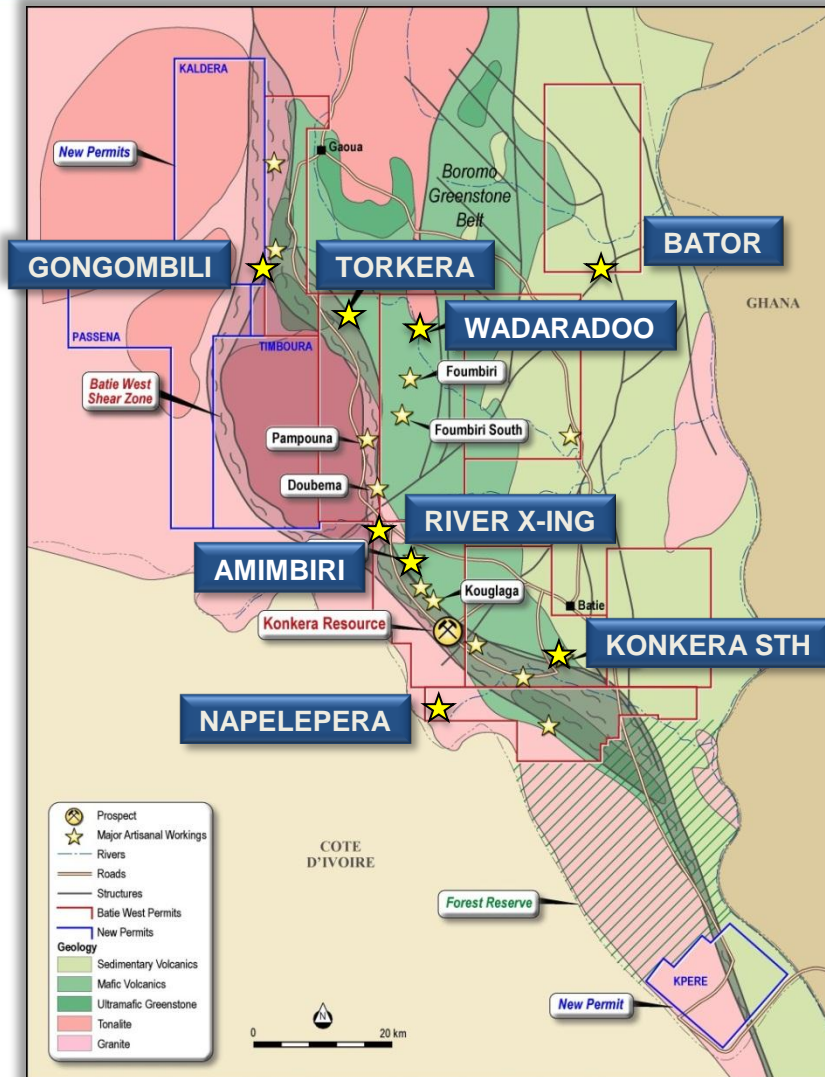 KALDERA
New Permits
Gaoua
Boromo
Greenstone
Belt
GONGOMBILI
TORKERA
BATOR
GHANA
WADARADOO
PASSENA
TIMBOURA
Foumbiri
Batie West
Shear Zone
Foumbiri South
Pampouna
Doubema
RIVER X-ING
AMIMBIRI
Kouglaga
Batie
Konkera Resource
KONKERA STH
NAPELEPERA
Prospect
Major Artisanal Workings
Rivers
Roads
Structures
Batie West Permits
New Permits
Geology
Sedimentary Volcanics
Mafic Volcanics
Ultramafic Greenstone
Tonalite
Granite
COTE
D'IVOIRE
Forest Reserve
KPERE
New Permit
N
0 20 km